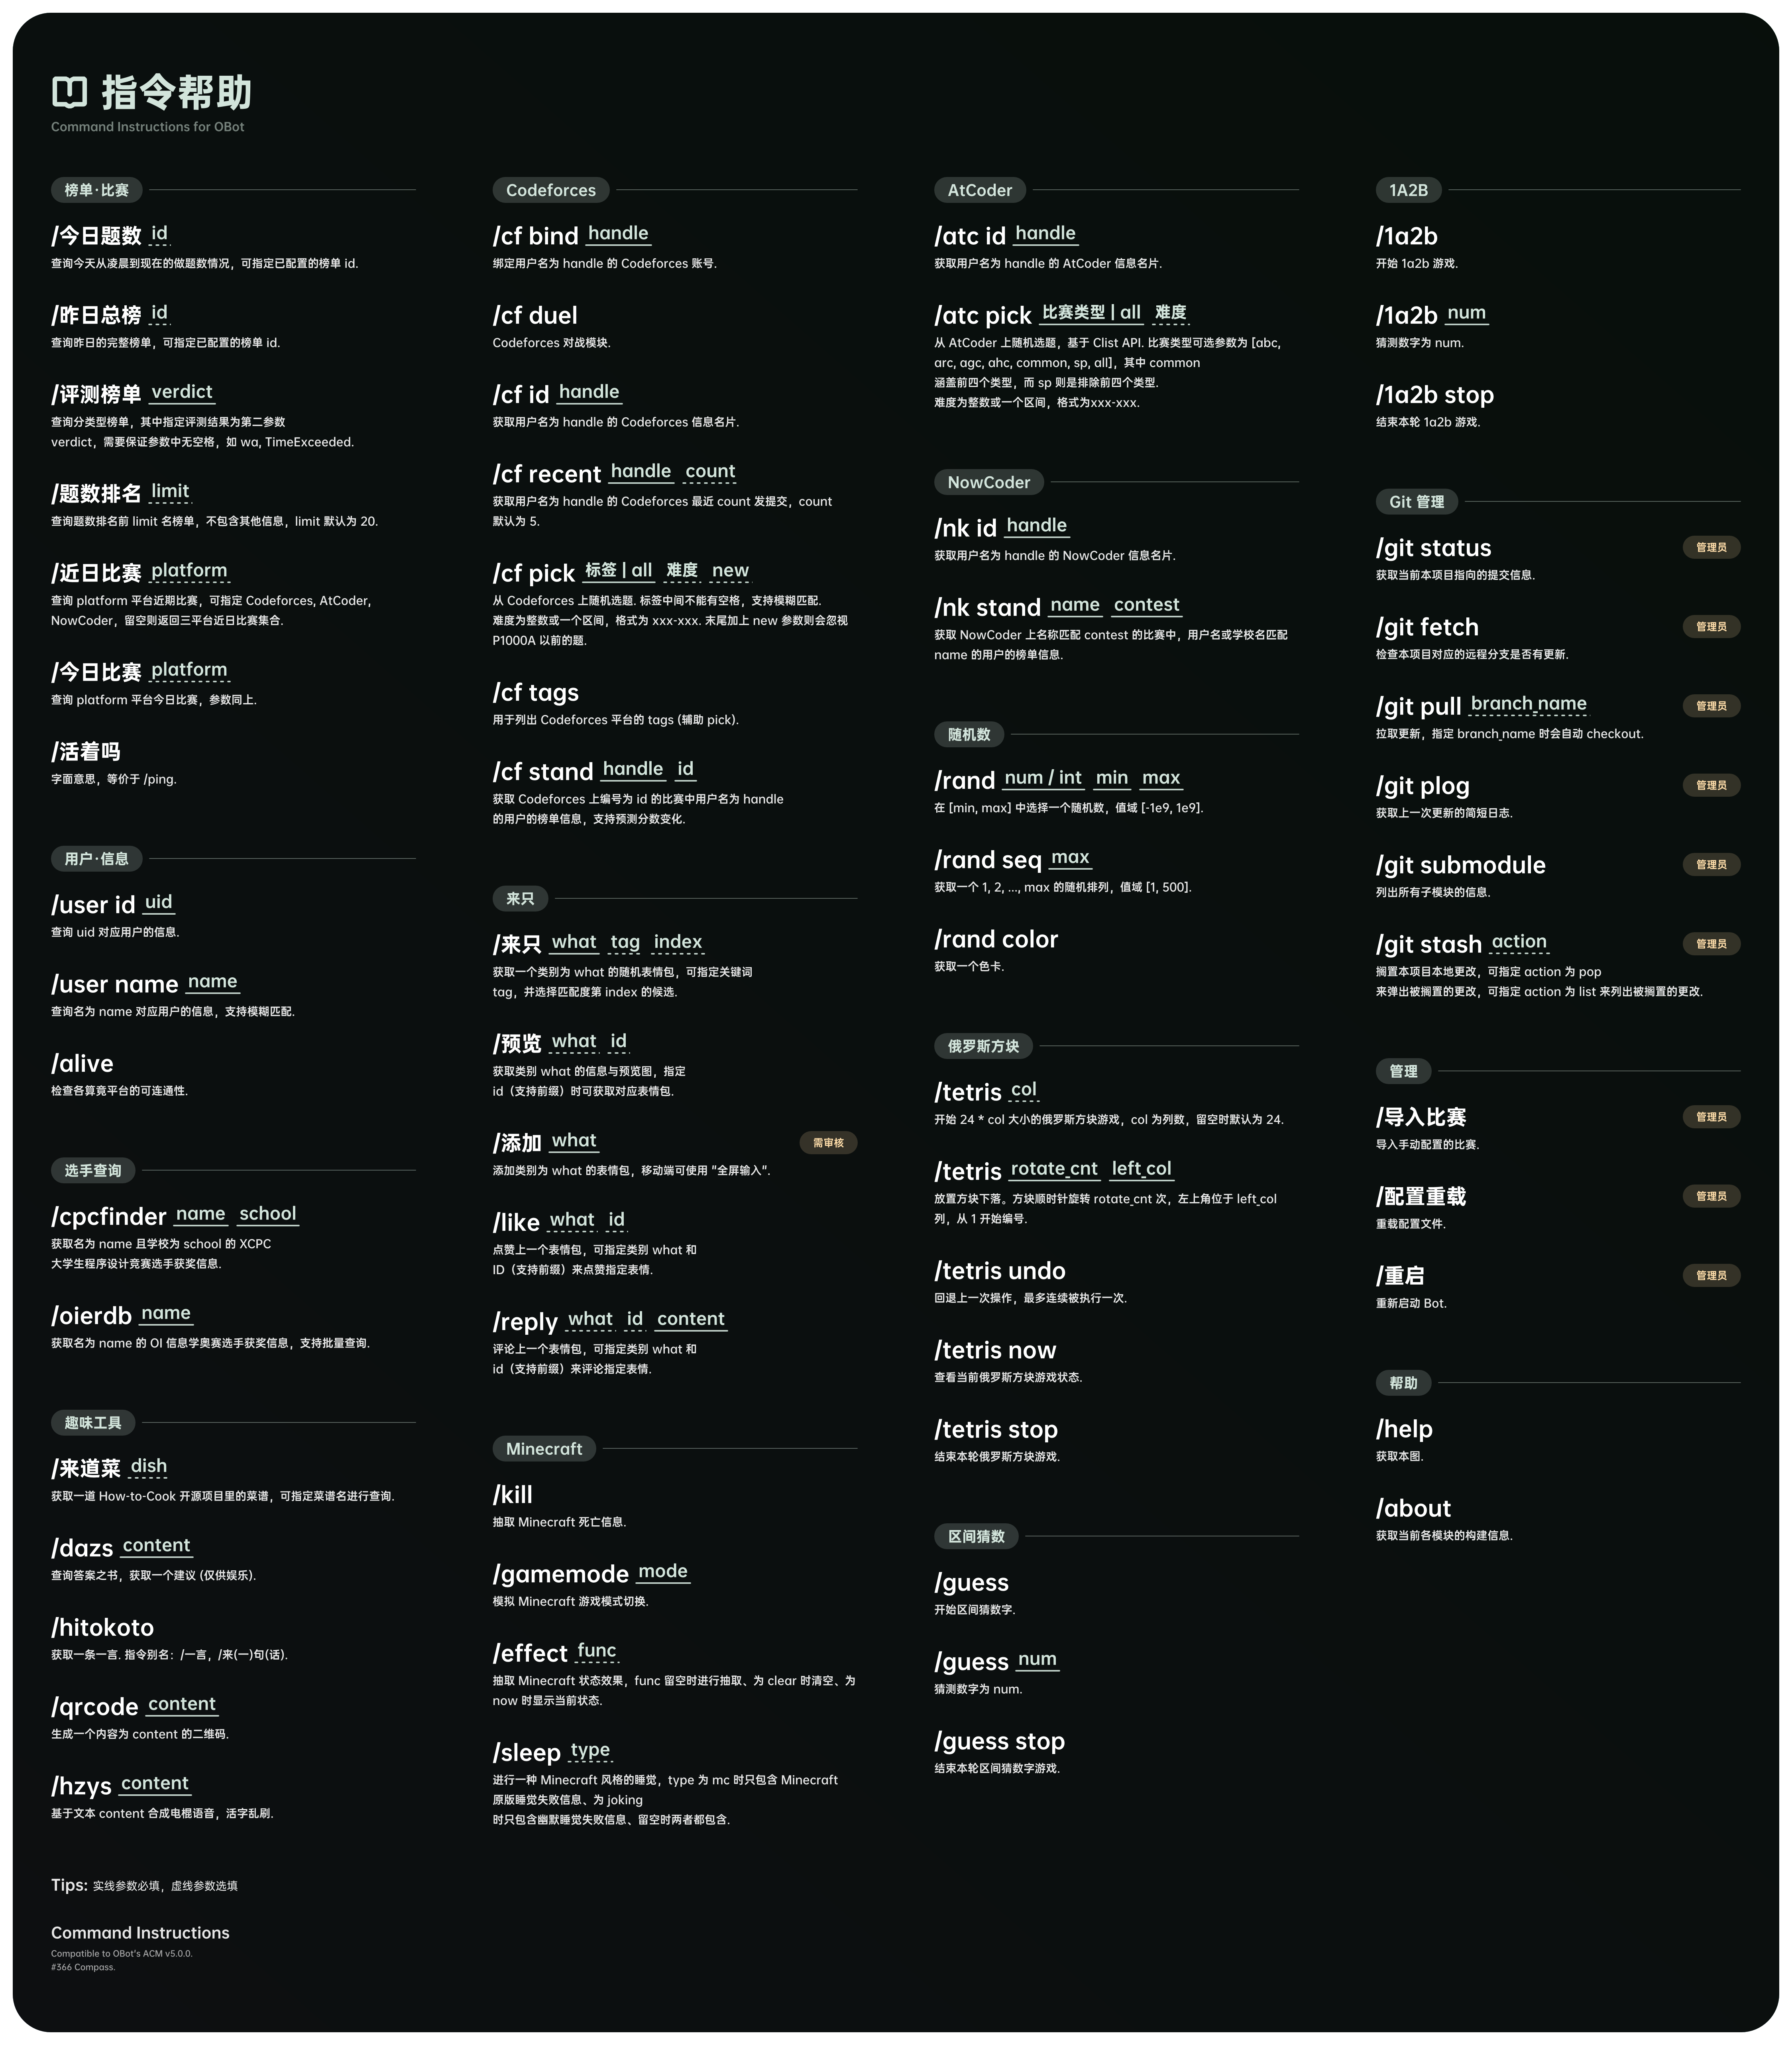 指令帮助
Command Instructions for OBot
榜单·比赛
/今日题数 id
查询今天从凌晨到现在的做题数情况，可指定已配置的榜单 id.
/昨日总榜 id
查询昨日的完整榜单，可指定已配置的榜单 id.
/评测榜单 verdict
查询分类型榜单，其中指定评测结果为第二参数
verdict，需要保证参数中无空格，如 wa, TimeExceeded.
/题数排名 limit
查询题数排名前 limit 名榜单，不包含其他信息，limit 默认为 20.
/近日比赛 platform
查询 platform 平台近期比赛，可指定 Codeforces, AtCoder,
NowCoder，留空则返回三平台近日比赛集合.
/今日比赛 platform
查询 platform 平台今日比赛，参数同上.
/活着吗
字面意思，等价于 /ping.
用户·信息
/user id uid
查询 uid 对应用户的信息.
/user name name
查询名为 name 对应用户的信息，支持模糊匹配.
/alive
检查各算竞平台的可连通性.
选手查询
/cpcfinder name school
获取名为 name 且学校为 school 的 XCPC
大学生程序设计竞赛选手获奖信息.
/oierdb name
获取名为 name 的 OI 信息学奥赛选手获奖信息，支持批量查询.
趣味工具
/来道菜 dish
获取一道 How-to-Cook 开源项目里的菜谱，可指定菜谱名进行查询.
/dazs content
查询答案之书，获取一个建议 (仅供娱乐).
/hitokoto
获取一条一言. 指令别名：/一言，/来(一)句(话).
/qrcode content
生成一个内容为 content 的二维码.
/hzys content
基于文本 content 合成电棍语音，活字乱刷.
Codeforces
/cf bind handle
绑定用户名为 handle 的 Codeforces 账号.
/cf duel
Codeforces 对战模块.
/cf id handle
获取用户名为 handle 的 Codeforces 信息名片.
/cf recent handle count
获取用户名为 handle 的 Codeforces 最近 count 发提交，count
默认为 5.
/cf pick 标签 | all 难度 new
从 Codeforces 上随机选题. 标签中间不能有空格，支持模糊匹配.
难度为整数或一个区间，格式为 xxx-xxx. 末尾加上 new 参数则会忽视
P1000A 以前的题.
/cf tags
用于列出 Codeforces 平台的 tags (辅助 pick).
/cf stand handle id
获取 Codeforces 上编号为 id 的比赛中用户名为 handle
的用户的榜单信息，支持预测分数变化.
来只
/来只 what tag index
获取一个类别为 what 的随机表情包，可指定关键词
tag，并选择匹配度第 index 的候选.
/预览 what id
获取类别 what 的信息与预览图，指定
id（支持前缀）时可获取对应表情包.
/添加 what 需审核
添加类别为 what 的表情包，移动端可使用 "全屏输入".
/like what id
点赞上一个表情包，可指定类别 what 和
ID（支持前缀）来点赞指定表情.
/reply what id content
评论上一个表情包，可指定类别 what 和
id（支持前缀）来评论指定表情.
Minecraft
/kill
抽取 Minecraft 死亡信息.
/gamemode mode
模拟 Minecraft 游戏模式切换.
/effect func
抽取 Minecraft 状态效果，func 留空时进行抽取、为 clear 时清空、为
now 时显示当前状态.
/sleep type
进行一种 Minecraft 风格的睡觉，type 为 mc 时只包含 Minecraft
原版睡觉失败信息、为 joking
时只包含幽默睡觉失败信息、留空时两者都包含.
AtCoder
/atc id handle
获取用户名为 handle 的 AtCoder 信息名片.
/atc pick 比赛类型 | all 难度
从 AtCoder 上随机选题，基于 Clist API. 比赛类型可选参数为 [abc,
arc, agc, ahc, common, sp, all]，其中 common
涵盖前四个类型，而 sp 则是排除前四个类型.
难度为整数或一个区间，格式为xxx-xxx.
NowCoder
/nk id handle
获取用户名为 handle 的 NowCoder 信息名片.
/nk stand name contest
获取 NowCoder 上名称匹配 contest 的比赛中，用户名或学校名匹配
name 的用户的榜单信息.
随机数
/rand num / int min max
在 [min, max] 中选择一个随机数，值域 [-1e9, 1e9].
/rand seq max
获取一个 1, 2, ..., max 的随机排列，值域 [1, 500].
/rand color
获取一个色卡.
俄罗斯方块
/tetris col
开始 24 * col 大小的俄罗斯方块游戏，col 为列数，留空时默认为 24.
/tetris rotate_cnt left_col
放置方块下落。方块顺时针旋转 rotate_cnt 次，左上角位于 left_col
列，从 1 开始编号.
/tetris undo
回退上一次操作，最多连续被执行一次.
/tetris now
查看当前俄罗斯方块游戏状态.
/tetris stop
结束本轮俄罗斯方块游戏.
区间猜数
/guess
开始区间猜数字.
/guess num
猜测数字为 num.
/guess stop
结束本轮区间猜数字游戏.
1A2B
/1a2b
开始 1a2b 游戏.
/1a2b num
猜测数字为 num.
/1a2b stop
结束本轮 1a2b 游戏.
Git 管理
/git status 管理员
获取当前本项目指向的提交信息.
/git fetch 管理员
检查本项目对应的远程分支是否有更新.
/git pull branch_name 管理员
拉取更新，指定 branch_name 时会自动 checkout.
/git plog 管理员
获取上一次更新的简短日志.
/git submodule 管理员
列出所有子模块的信息.
/git stash action 管理员
搁置本项目本地更改，可指定 action 为 pop
来弹出被搁置的更改，可指定 action 为 list 来列出被搁置的更改.
管理
/导入比赛 管理员
导入手动配置的比赛.
/配置重载 管理员
重载配置文件.
/重启 管理员
重新启动 Bot.
帮助
/help
获取本图.
/about
获取当前各模块的构建信息.
Tips: 实线参数必填，虚线参数选填
Command Instructions
Compatible to OBot's ACM v5.0.0.
#366 Compass.